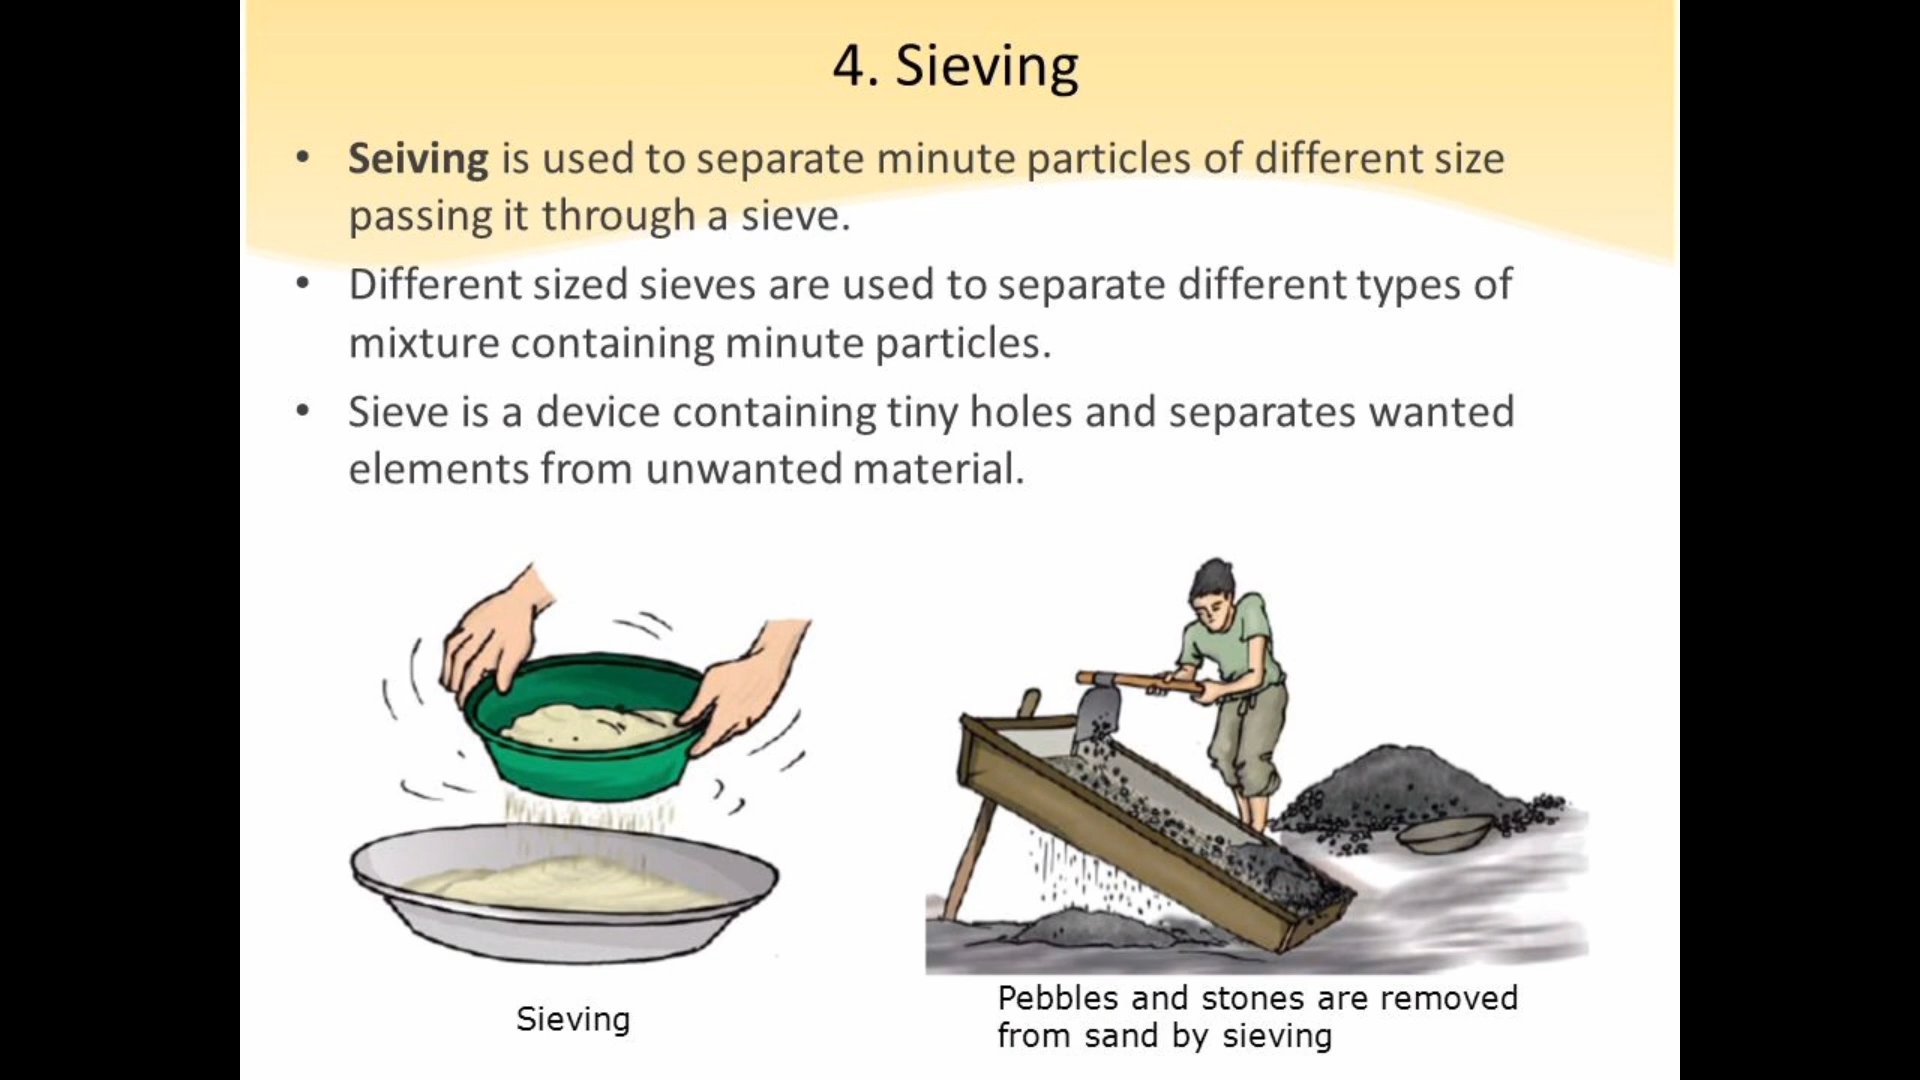 4. Sieving
• Seiving is used to separate minute particles of different size
passing it through a sieve.
• Different sized sieves are used to separate different types of
mixture containing minute particles.
• Sieve is a device containing tiny holes and separates wanted
elements from unwanted material.
Sieving
Pebbles and stones are removed
from sand by sieving